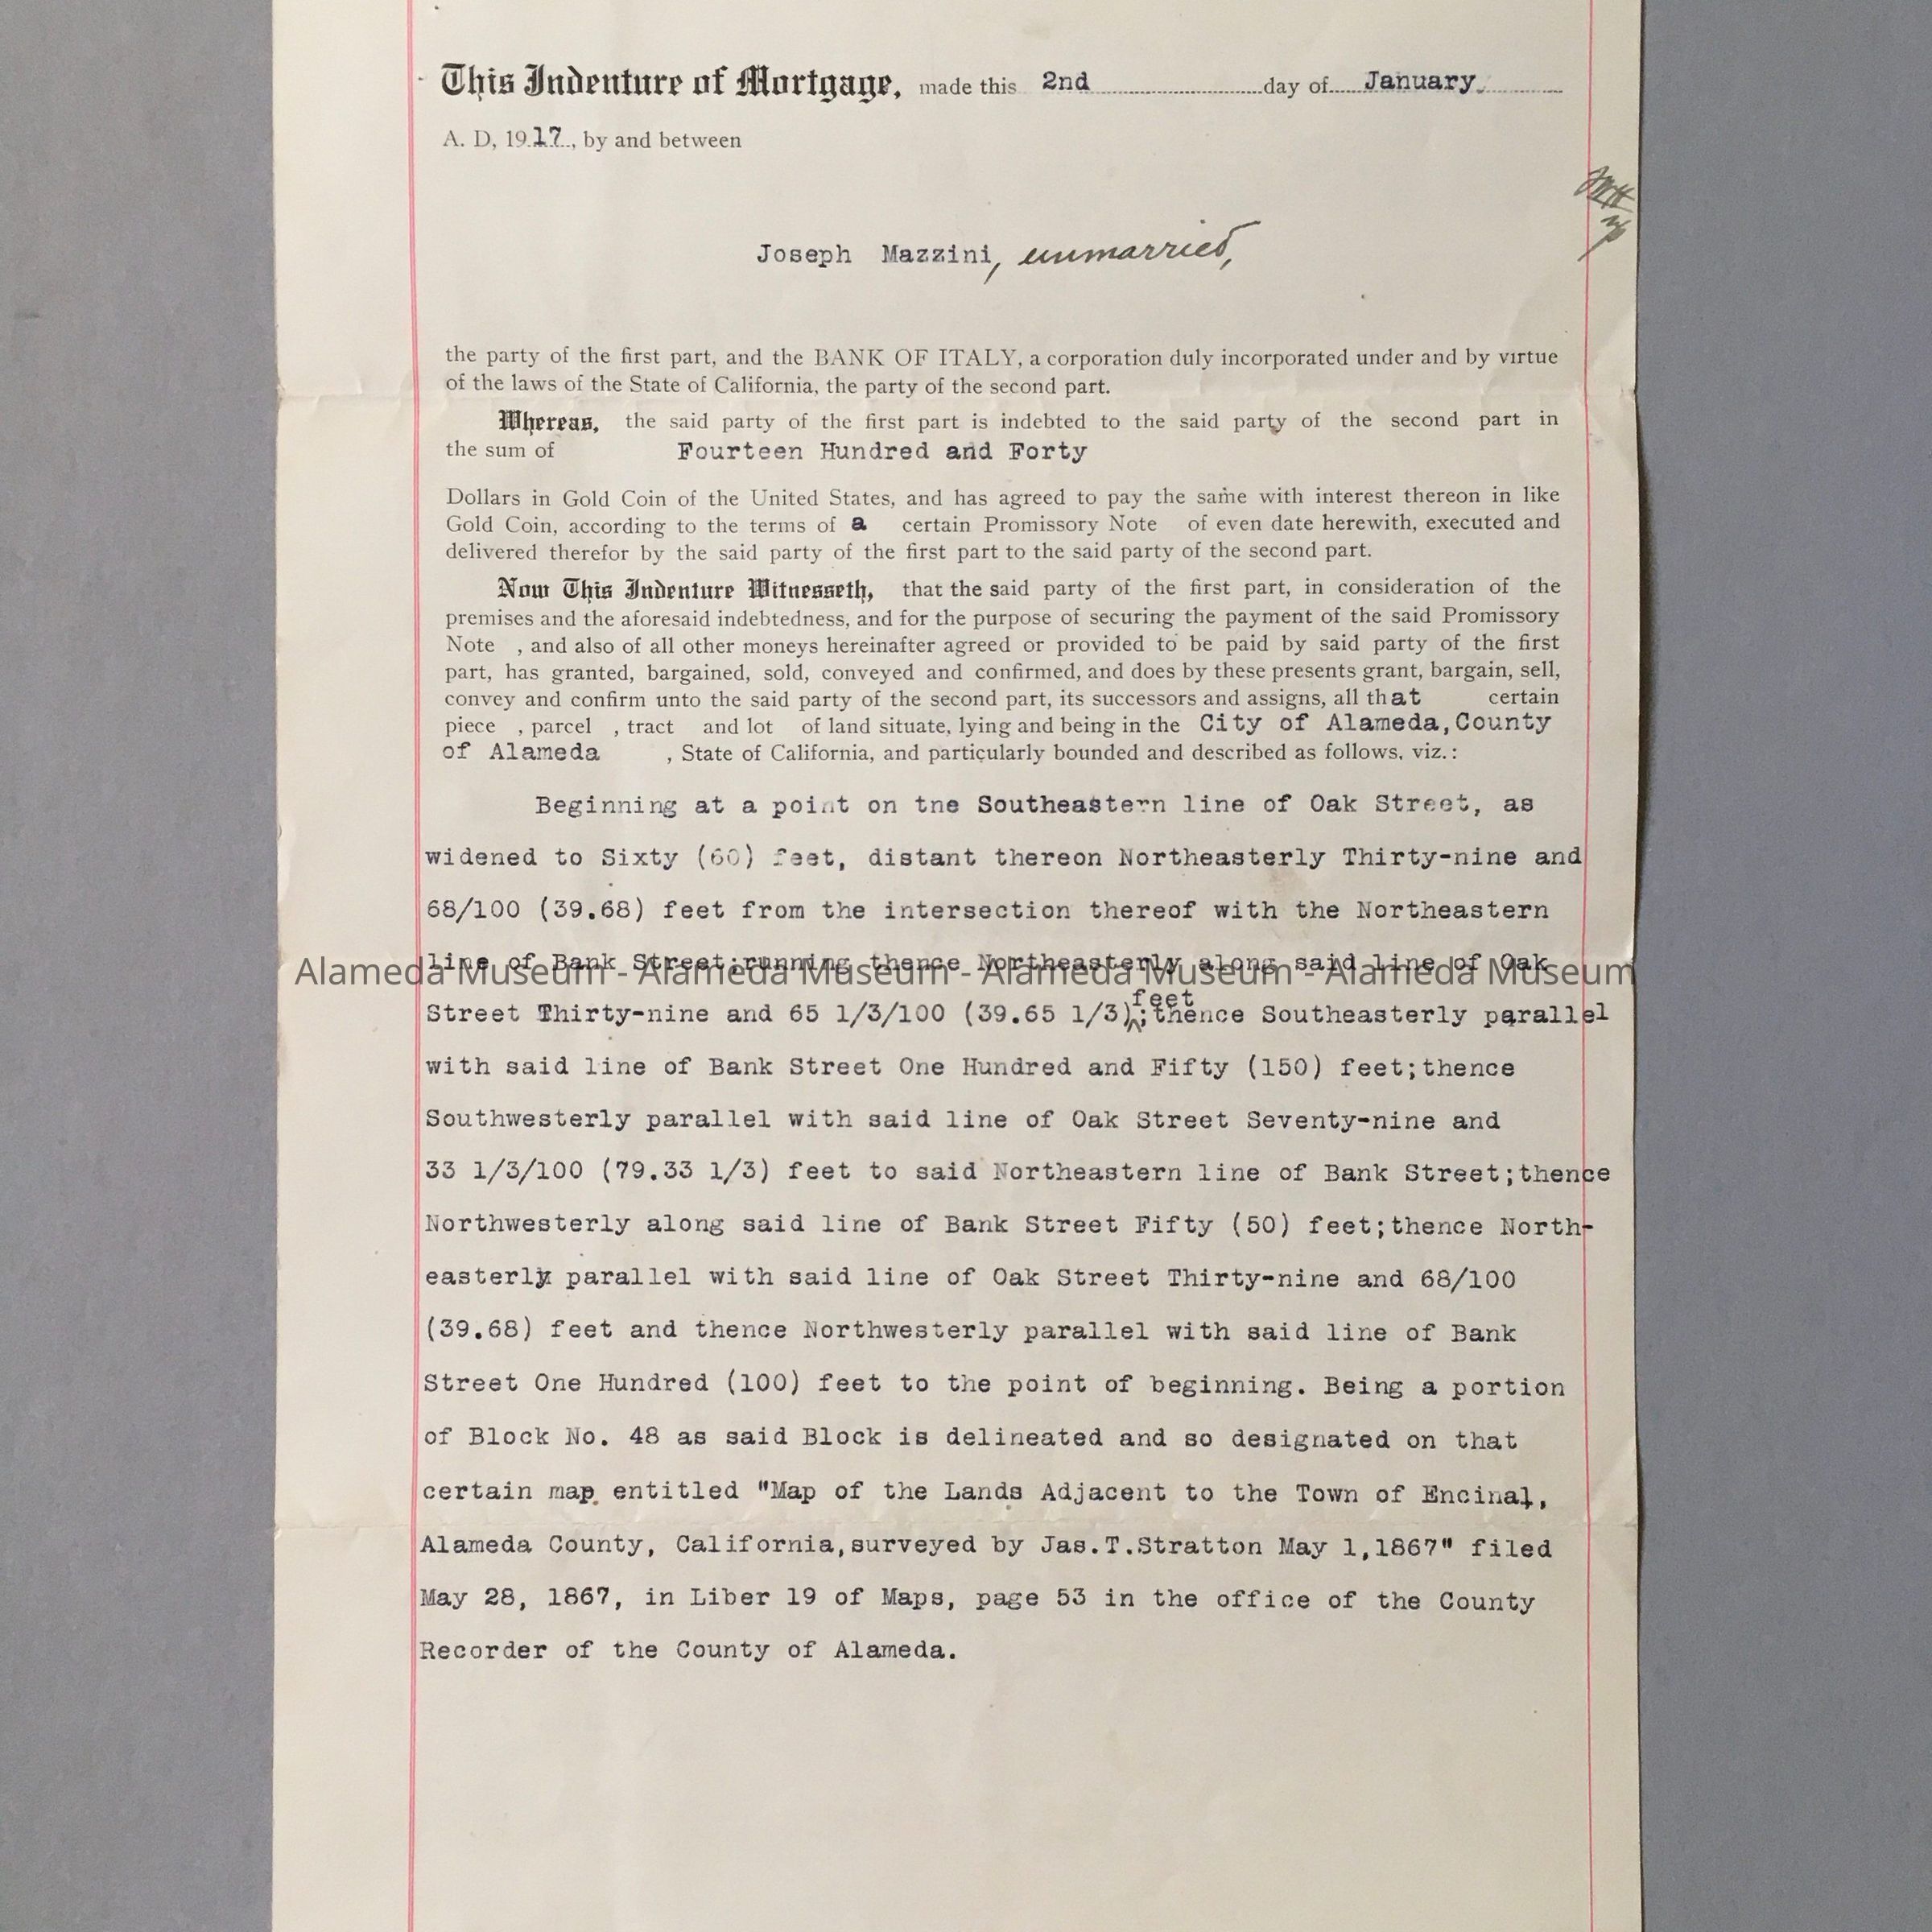 This Indenture of Mortgage, made this 2nd day of January,
A. D, 1917, by and between
Joseph Mazzini, unmarried,
the party of the first part, and the BANK OF ITALY, a corporation duly incorporated under and by virtue
of the laws of the State of California, the party of the second part.
Whereas, the said party of the first part is indebted to the said party of the second part in
the sum of Fourteen Hundred and Forty
Dollars in Gold Coin of the United States, and has agreed to pay the same with interest thereon in like
Gold Coin, according to the terms of a certain Promissory Note of even date herewith, executed and
delivered therefor by the said party of the first part to the said party of the second part.
Now This Indenture Witnesseth, that the said party of the first part, in consideration of the
premises and the aforesaid indebtedness, and for the purpose of securing the payment of the said Promissory
Note , and also of all other moneys hereinafter agreed or provided to be paid by said party of the first
part, has granted, bargained, sold, conveyed and confirmed, and does by these presents grant, bargain, sell,
convey and confirm unto the said party of the second part, its successors and assigns, all that certain
piece , parcel , tract and lot of land situate, lying and being in the City of Alameda, County
of Alameda , State of California, and particularly bounded and described as follows, viz.:
Beginning at a point on tne Southeastern line of Oak Street, as
widened to Sixty (60) feet, distant thereon Northeasterly Thirty-nine and
68/100 (39.68) feet from the intersection thereof with the Northeastern
line of Bank Street;running thence Northeasterly along said line of Oak
Alameda Museum - Alameda Museum - Alameda Museum - Alameda Museum
feet
Street Thirty-nine and 65 1/3/100 (39.65 1/3);thence Southeasterly parallel
with said line of Bank Street One Hundred and Fifty (150) feet;thence
Southwesterly parallel with said line of Oak Street Seventy-nine and
33 1/3/100 (79.33 1/3) feet to said Northeastern line of Bank Street;thence
Northwesterly along said line of Bank Street Fifty (50) feet;thence North-
easterly parallel with said line of Oak Street Thirty-nine and 68/100
(39.68) feet and thence Northwesterly parallel with said line of Bank
Street One Hundred (100) feet to the point of beginning. Being a portion
of Block No. 48 as said Block is delineated and so designated on that
certain map entitled "Map of the Lands Adjacent to the Town of Encinal,
Alameda County, California,surveyed by Jas.T.Stratton May 1,1867" filed
May 28, 1867, in Liber 19 of Maps, page 53 in the office of the County
Recorder of the County of Alameda.